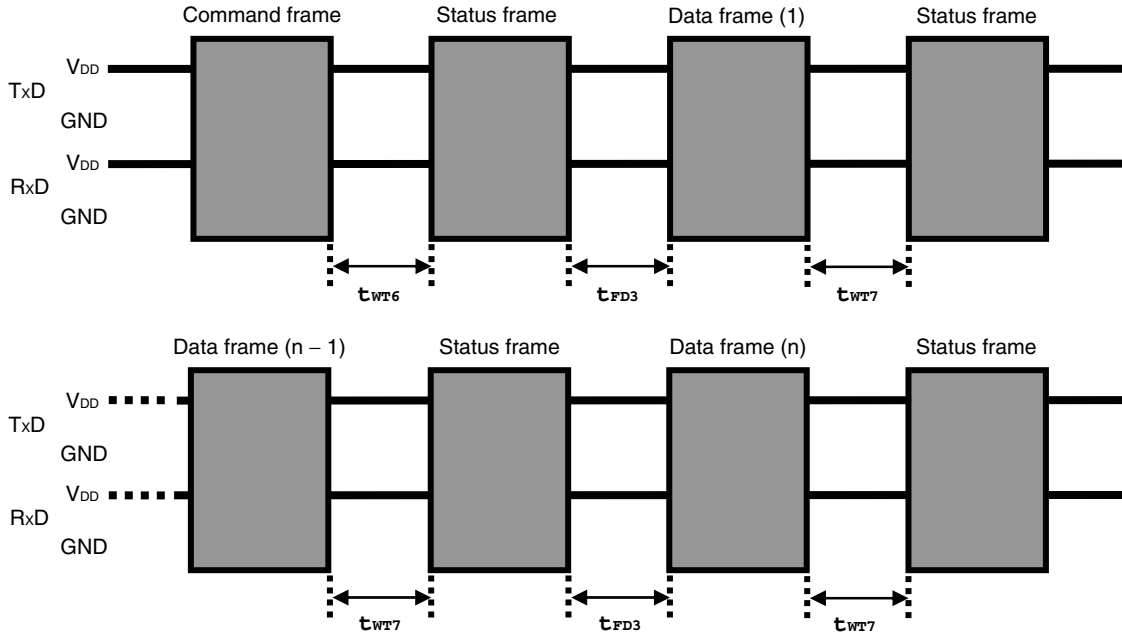 Command frame Status frame Data frame (1) Status frame
VDD
TxD
GND
VDD
RxD
GND
tWT6 tFD3 tWT7
Data frame (n – 1) Status frame Data frame (n) Status frame
VDD
TxD
GND
VDD
RxD
GND
tWT7 tFD3 tWT7